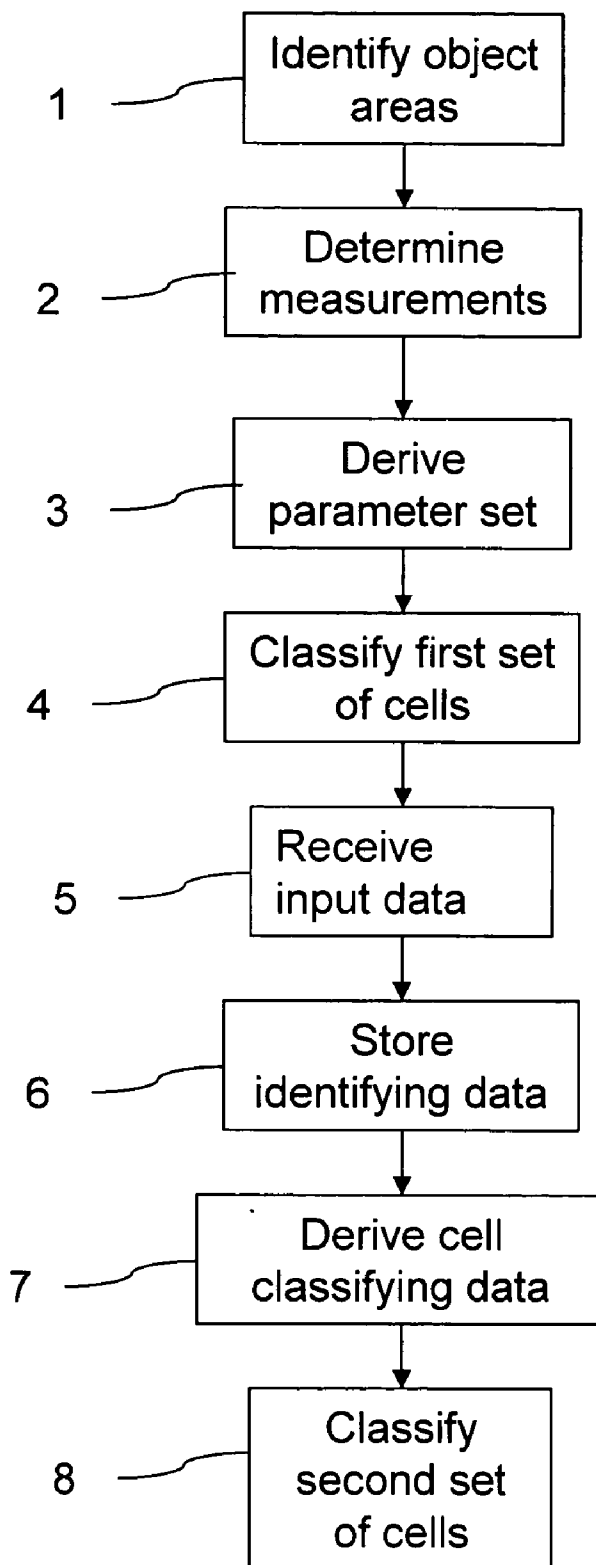 Identify object
areas
1
Determine
measurements
2
Derive
parameter set
3
Classify first set
of cells
4
Receive
input data
5
Store
identifying data
6
Derive cell
classifying data
7
Classify
second set
of cells
8